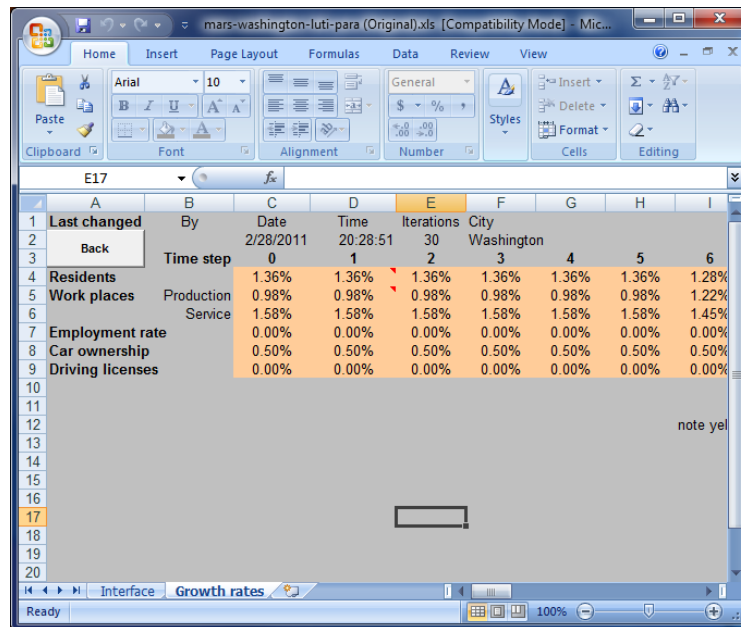 mars-washington-luti-para (Original).xls [Compatibility Mode] - Mic...
Home Insert Page Layout Formulas Data Review View
Paste
Arial 10
B I U A A
A
General
$ % ,
.0 .00 .00 .0
A
Styles
Insert
Delete
Format
Σ A Z
Clipboard Font Alignment Number Cells Editing
E17 fx
A B C D E F G H I
1 Last changed By Date Time Iterations City
2 2/28/2011 20:28:51 30 Washington
Back
3 Time step 0 1 2 3 4 5 6
4 Residents 1.36% 1.36% 1.36% 1.36% 1.36% 1.36% 1.28%
5 Work places Production 0.98% 0.98% 0.98% 0.98% 0.98% 0.98% 1.22%
6 Service 1.58% 1.58% 1.58% 1.58% 1.58% 1.58% 1.45%
7 Employment rate 0.00% 0.00% 0.00% 0.00% 0.00% 0.00% 0.00%
8 Car ownership 0.50% 0.50% 0.50% 0.50% 0.50% 0.50% 0.50%
9 Driving licenses 0.00% 0.00% 0.00% 0.00% 0.00% 0.00% 0.00%
10
11
12 note yel
13
14
15
16
17
18
19
20
Interface Growth rates
Ready 100%